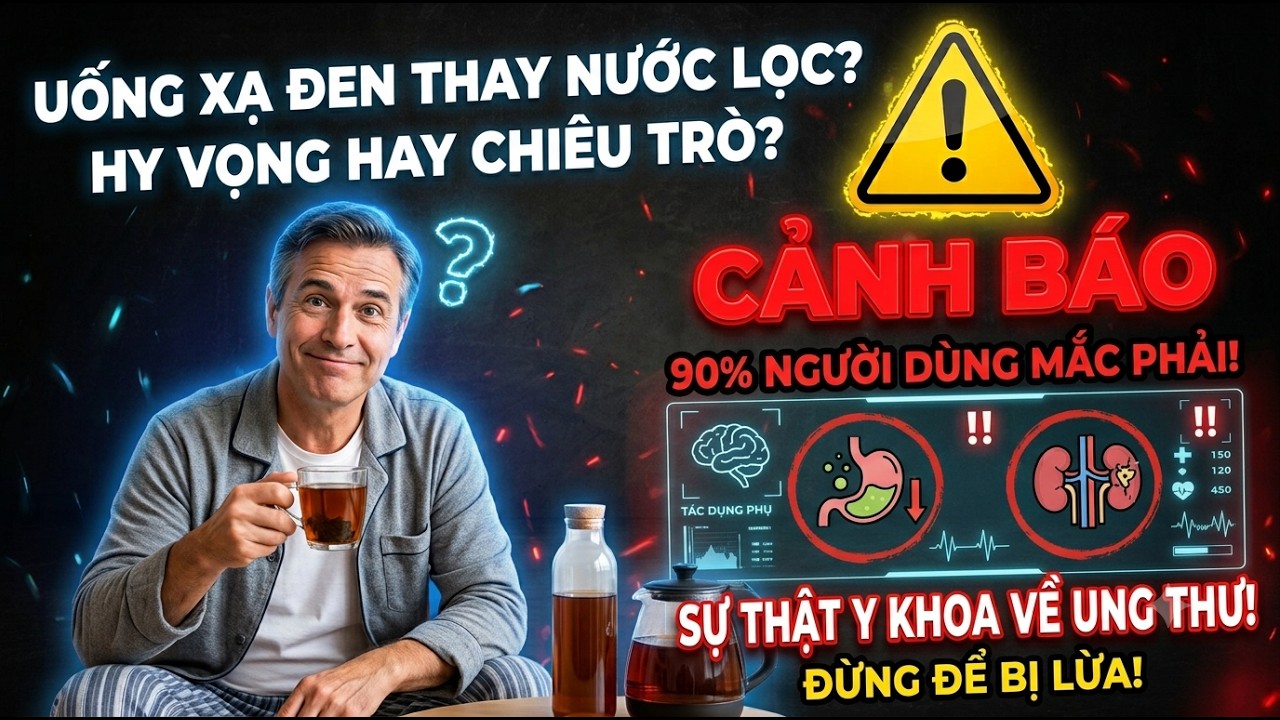 UỐNG XẠ ĐEN THAY NƯỚC LỌC?
HY VỌNG HAY CHIÊU TRÒ?
CẢNH BÁO
90% NGƯỜI DÙNG MẮC PHẢI!
TÁC DỤNG PHỤ
150
120
450
SỰ THẬT Y KHOA VỀ UNG THƯ!
ĐỪNG ĐỂ BỊ LỪA!